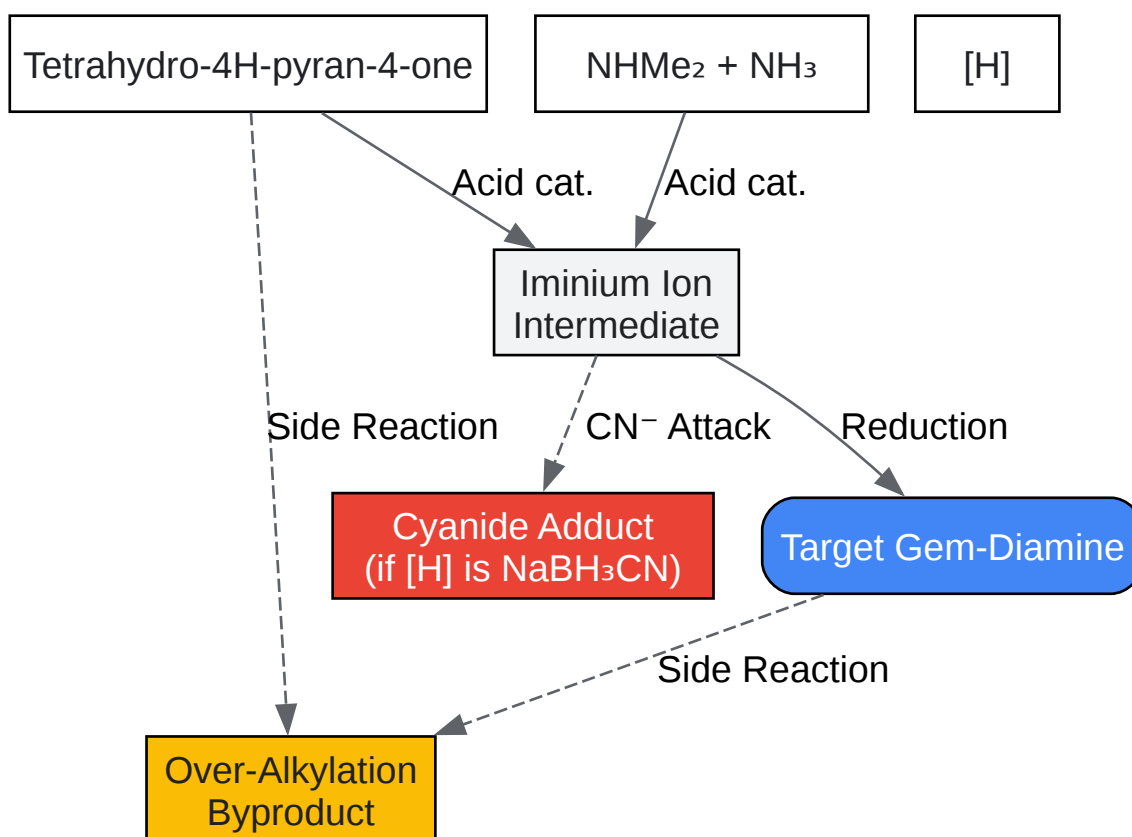 Tetrahydro-4H-pyran-4-one
NHMe₂ + NH₃
[H]
Acid cat.
Acid cat.
Iminium Ion
Intermediate
Side Reaction
CN⁻ Attack
Reduction
Cyanide Adduct
(if [H] is NaBH₃CN)
Target Gem-Diamine
Side Reaction
Over-Alkylation
Byproduct